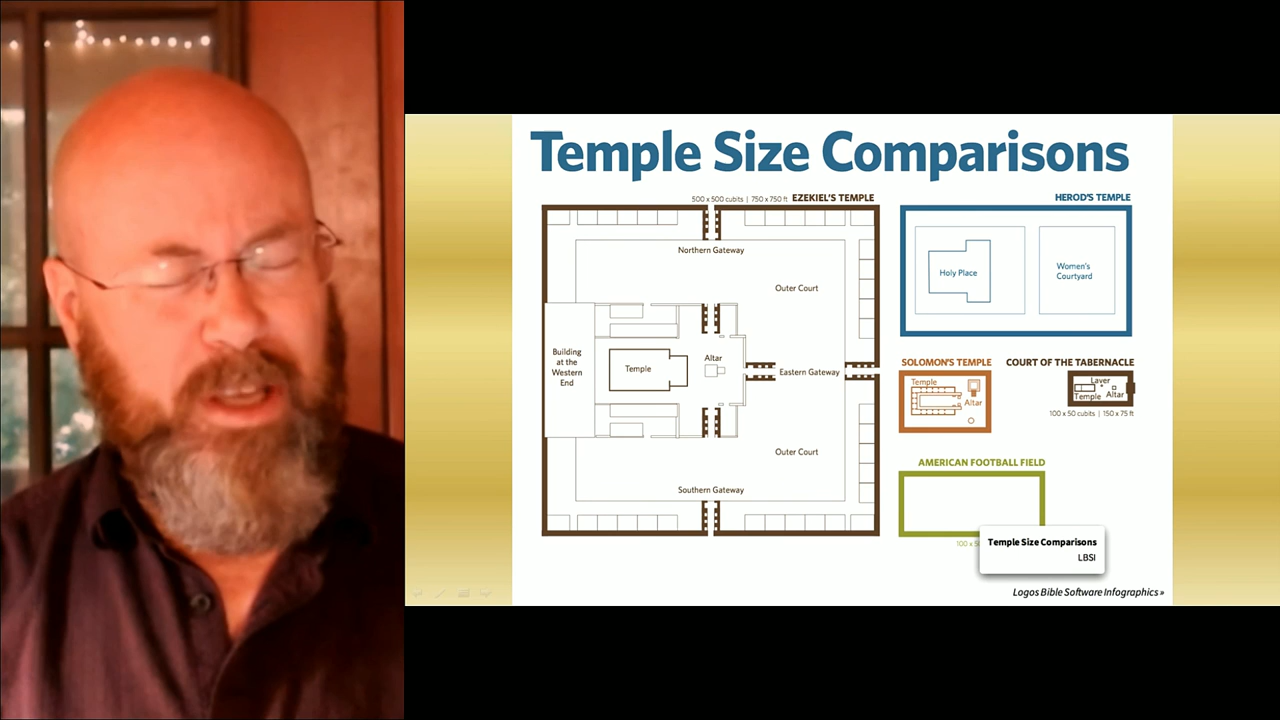 Temple Size Comparisons
500 x 500 cubits | 750 x 750 ft EZEKIEL'S TEMPLE
Northern Gateway
Outer Court
Building
at the
Western
End
Temple
Altar
Eastern Gateway
Outer Court
Southern Gateway
HEROD'S TEMPLE
Holy Place
Women's
Courtyard
SOLOMON'S TEMPLE
Temple
Altar
COURT OF THE TABERNACLE
Laver
Temple
Altar
100 x 50 cubits | 150 x 75 ft
AMERICAN FOOTBALL FIELD
100 x
Temple Size Comparisons
LBSI
Logos Bible Software Infographics »